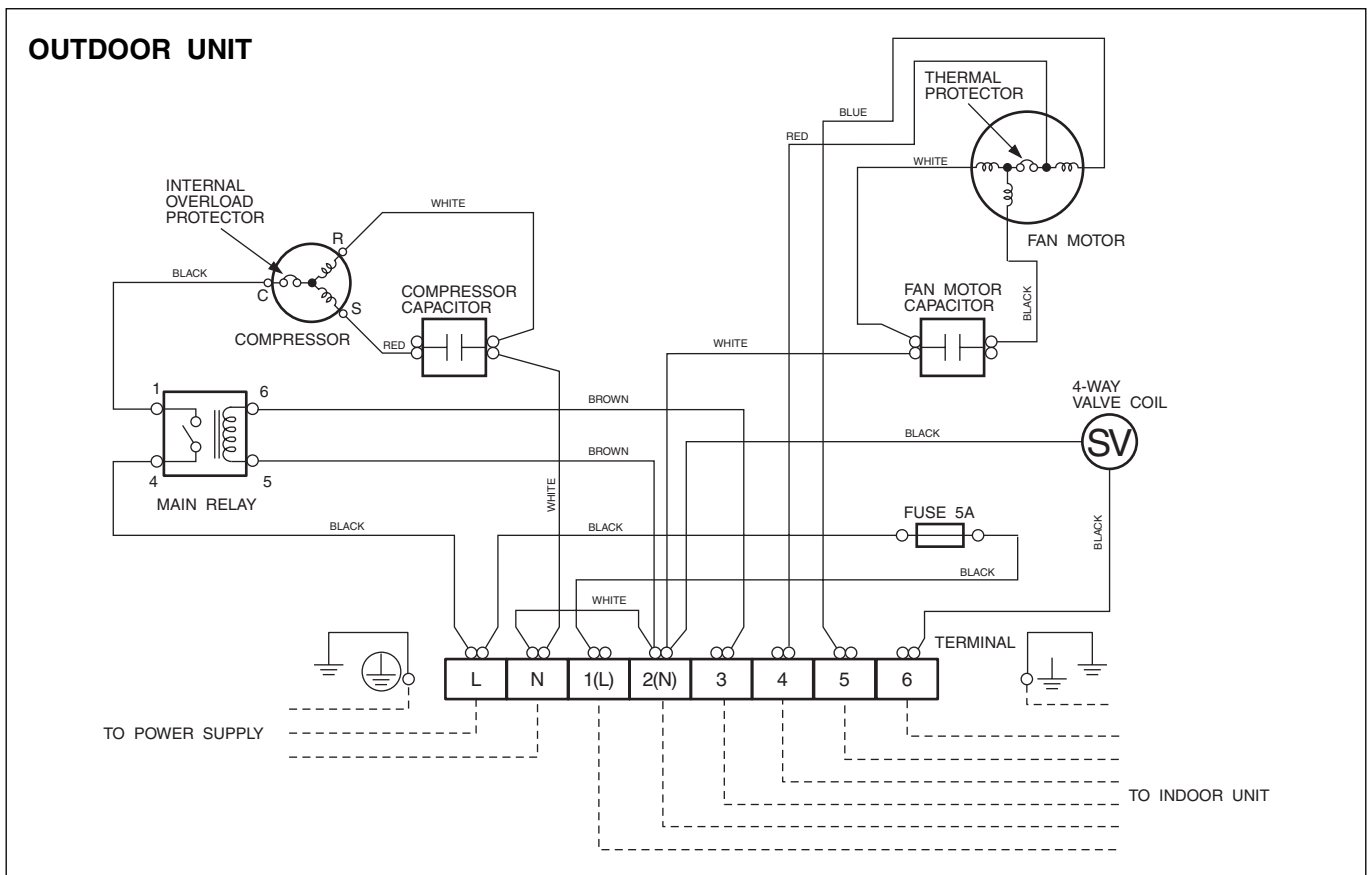 OUTDOOR UNIT
THERMAL
PROTECTOR
BLUE
RED
WHITE
FAN MOTOR
INTERNAL
OVERLOAD
PROTECTOR
WHITE
R
BLACK
C
S
COMPRESSOR
COMPRESSOR
CAPACITOR
RED
FAN MOTOR
CAPACITOR
BLACK
WHITE
4-WAY
VALVE COIL
SV
1
6
BROWN
BLACK
BROWN
4
5
MAIN RELAY
WHITE
BLACK
BLACK
FUSE 5A
BLACK
BLACK
WHITE
TERMINAL
L
N
1(L)
2(N)
3
4
5
6
TO POWER SUPPLY
TO INDOOR UNIT